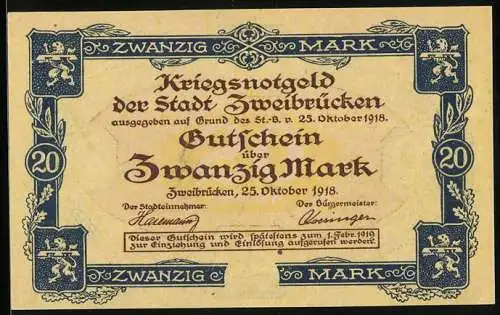 ZWANZIG MARK
Kriegsnotgeld
der Stadt Zweibrücken
ausgegeben auf Grund des St.-B. v. 25. Oktober 1918.
Gutschein
über
20 Zwanzig Mark 20
Zweibrücken, 25. Oktober 1918.
Der Stadteinnehmer: Der Bürgermeister:
Dieser Gutschein wird spätestens zum 1. Febr. 1919
zur Einziehung und Einlösung aufgerufen werden.
ZWANZIG MARK